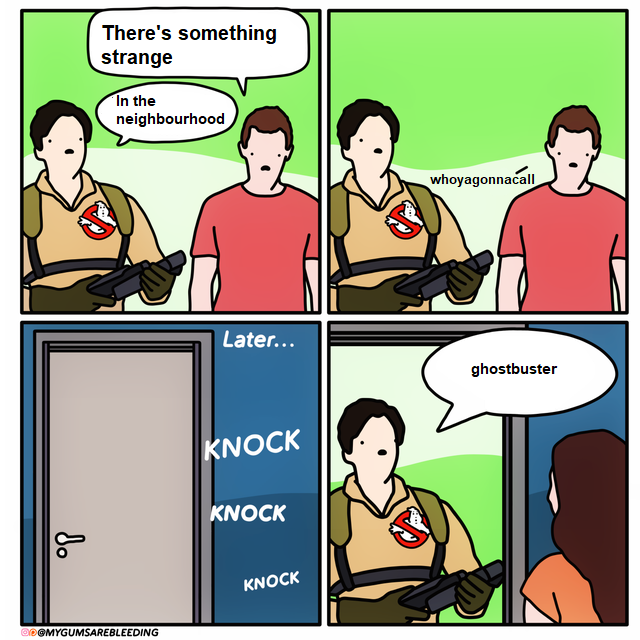 There's something
strange
In the
neighbourhood
whoyagonnacall
Later...
KNOCK
KNOCK
KNOCK
ghostbuster
@MYGUMSAREBLEEDING